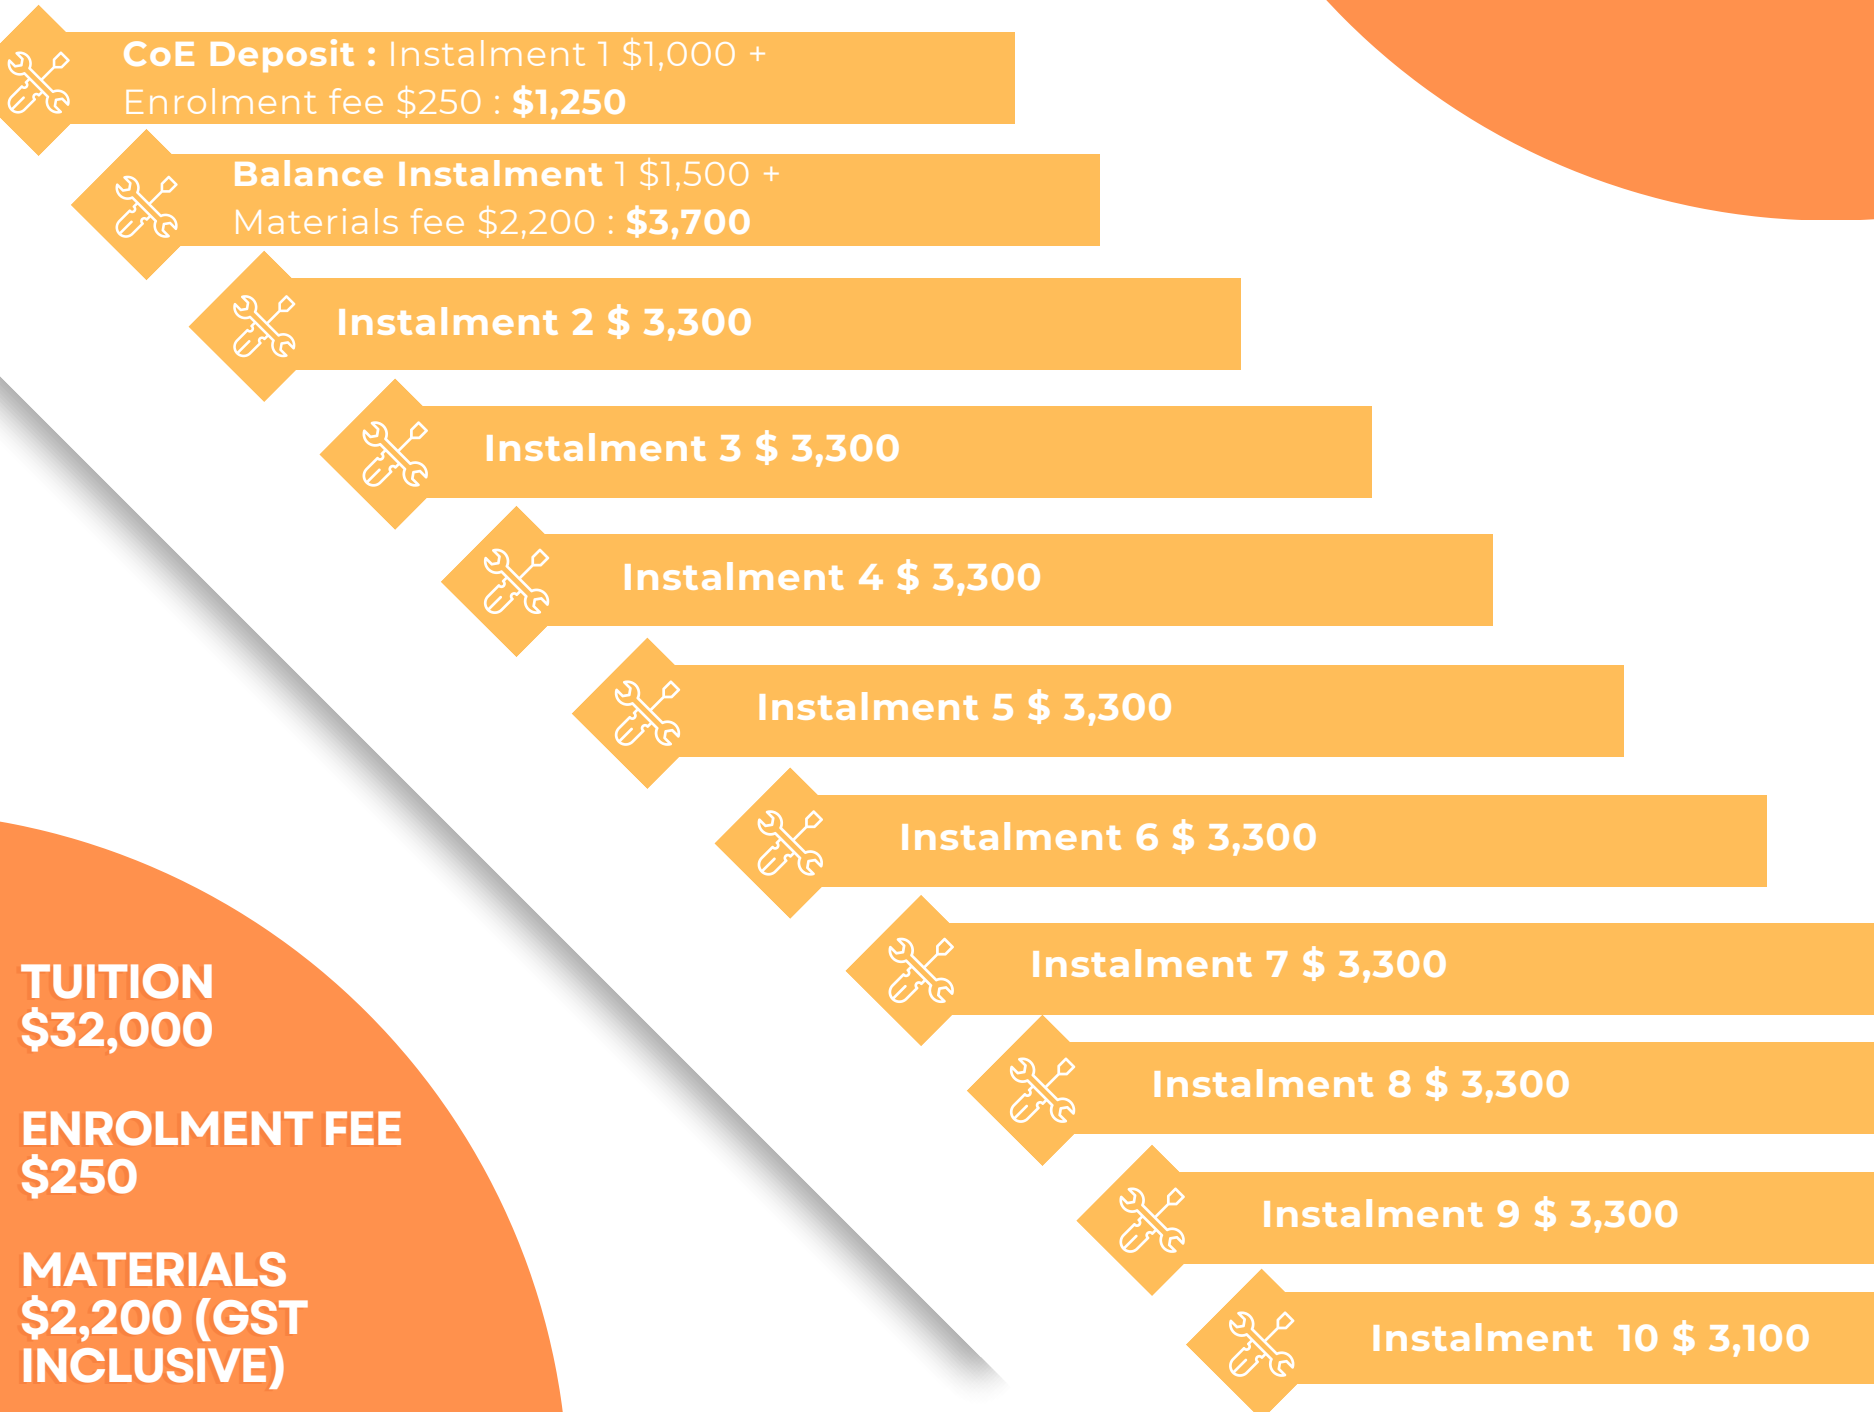 CoE Deposit : Instalment 1 $1,000 +
Enrolment fee $250 : $1,250
Balance Instalment 1 $1,500 +
Materials fee $2,200 : $3,700
Instalment 2 $ 3,300
Instalment 3 $ 3,300
Instalment 4 $ 3,300
Instalment 5 $ 3,300
Instalment 6 $ 3,300
Instalment 7 $ 3,300
Instalment 8 $ 3,300
Instalment 9 $ 3,300
Instalment 10 $ 3,100
TUITION
$32,000
ENROLMENT FEE
$250
MATERIALS
$2,200 (GST
INCLUSIVE)